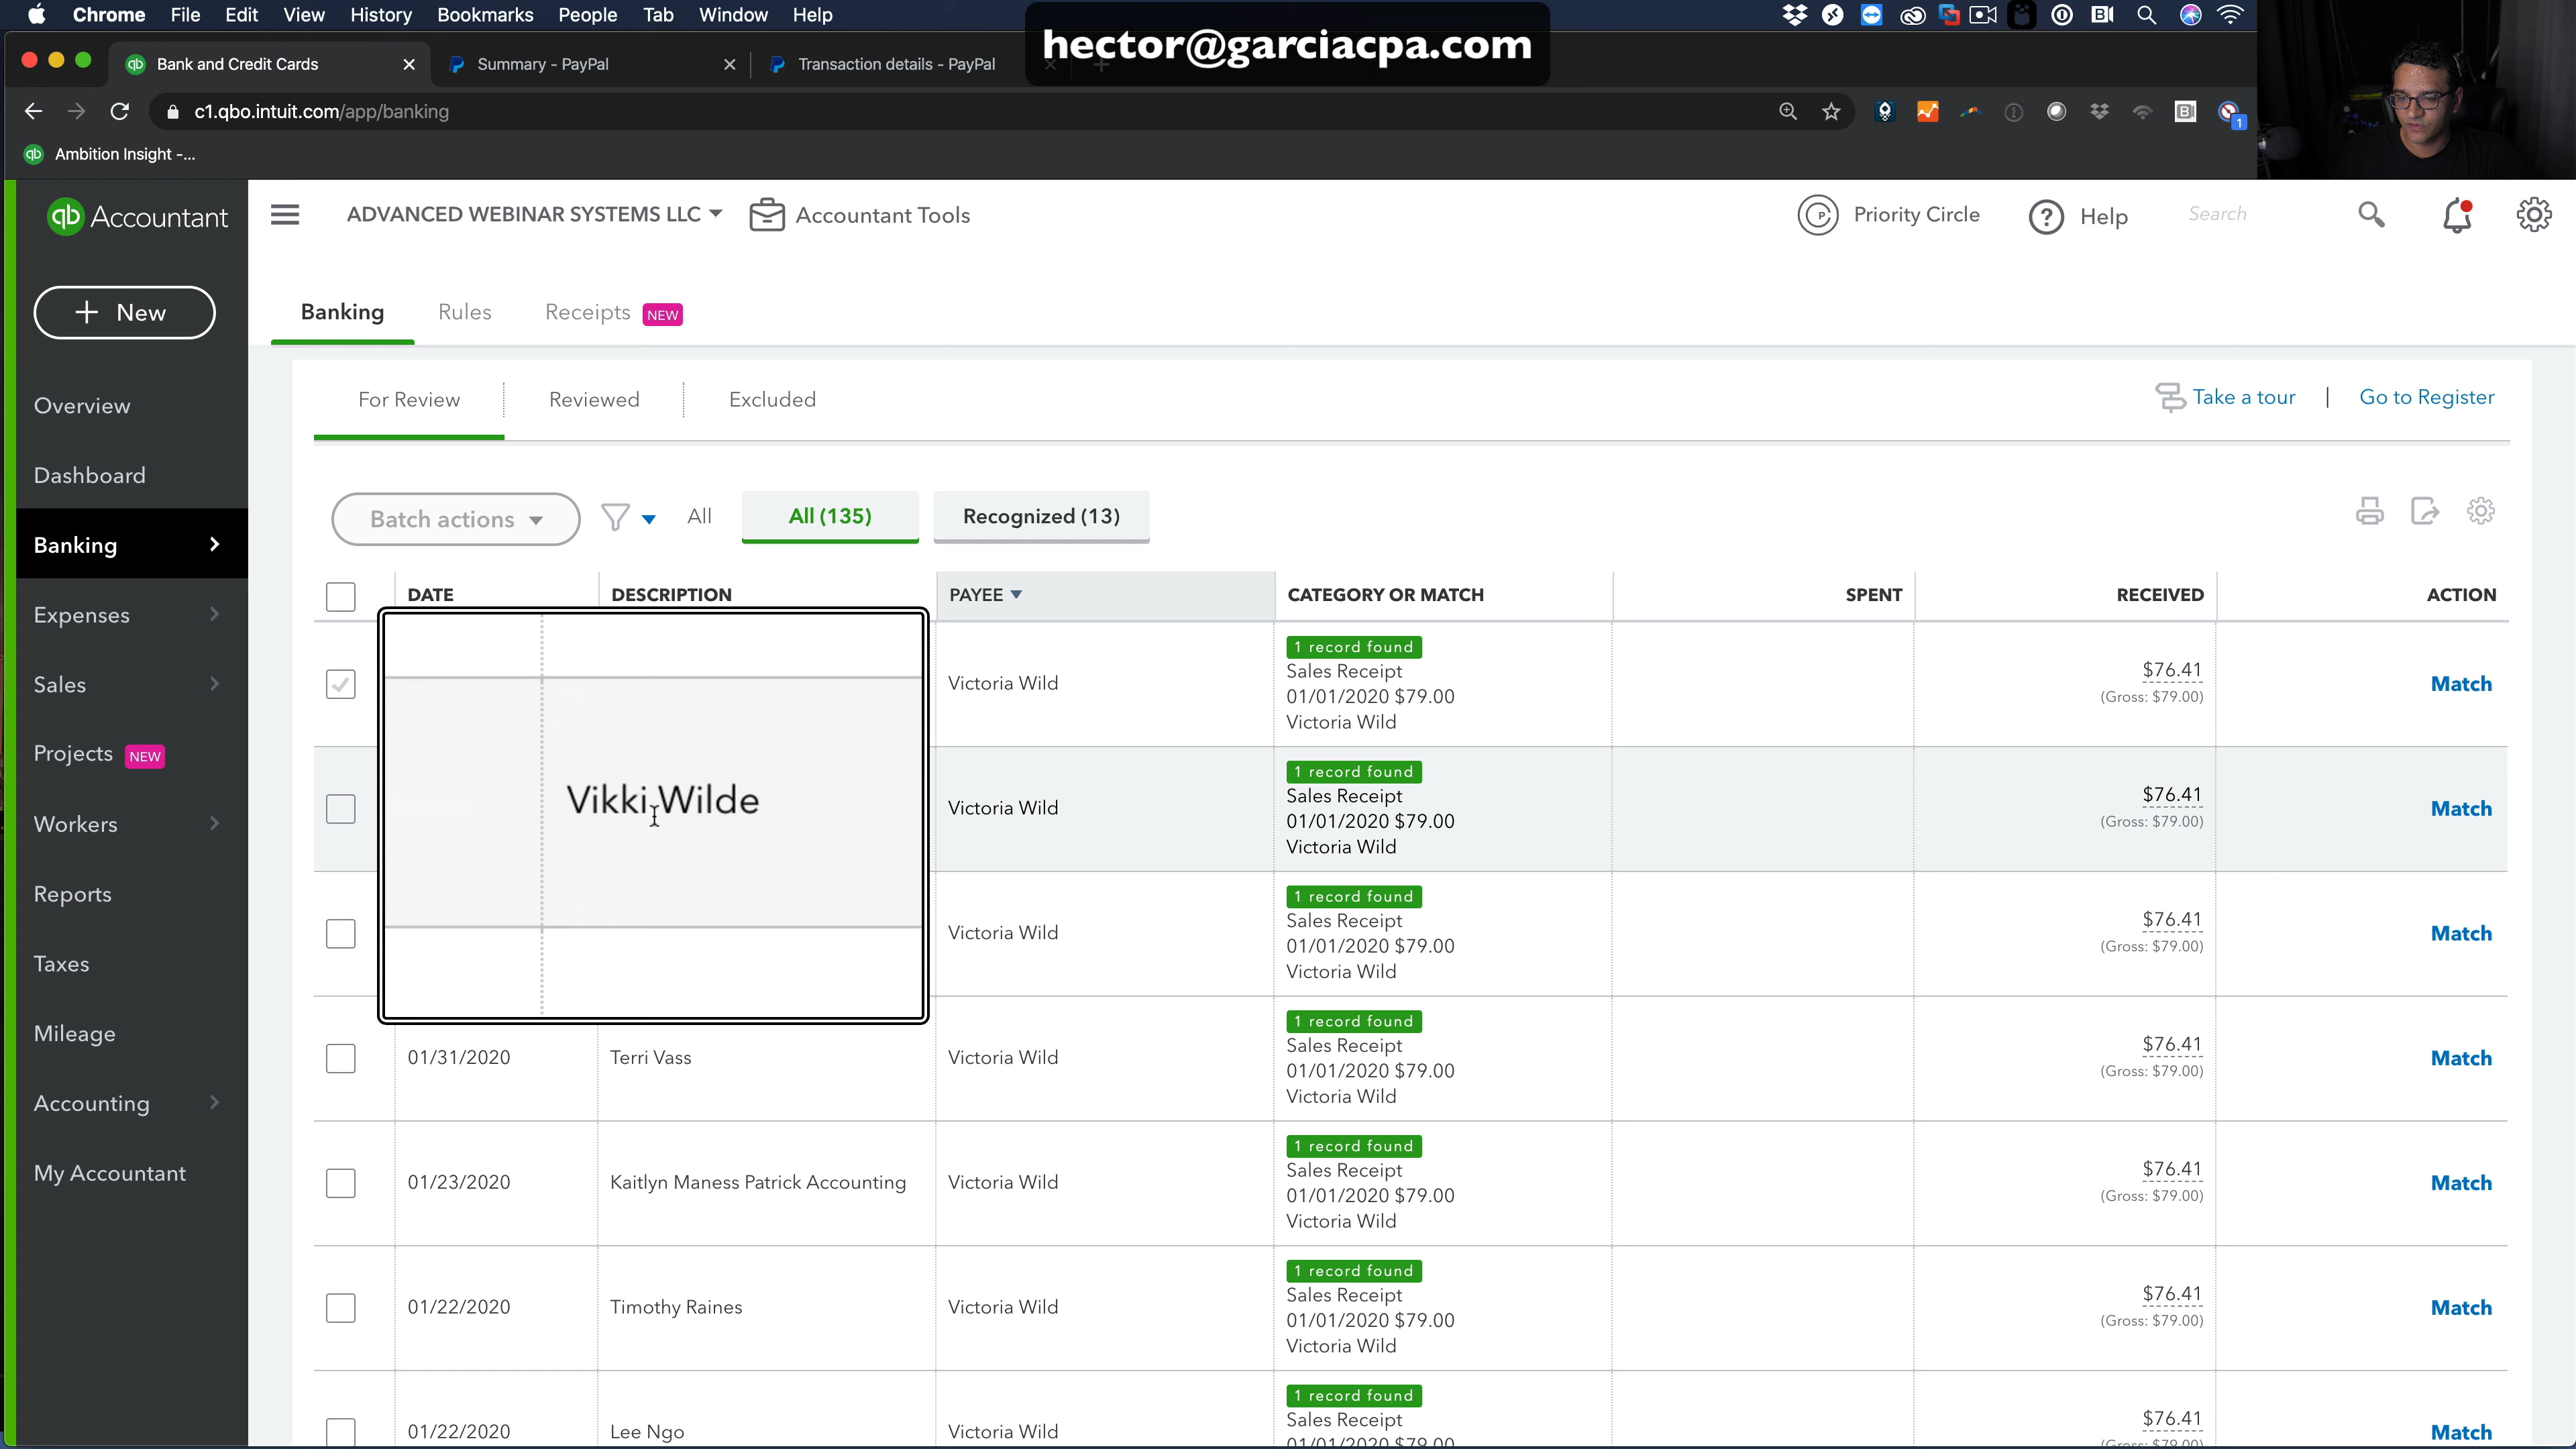 Chrome File Edit View History Bookmarks People Tab Window Help
hector@garciacpa.com
Bank and Credit Cards
Summary - PayPal
Transaction details - PayPal
c1.qbo.intuit.com/app/banking
1
qb Ambition Insight -...
qb Accountant
ADVANCED WEBINAR SYSTEMS LLC
Accountant Tools
Priority Circle
Help
Search
+ New
Banking Rules Receipts NEW
Overview
Dashboard
Banking
Expenses
Sales
Projects NEW
Workers
Reports
Taxes
Mileage
Accounting
My Accountant
For Review Reviewed Excluded
Take a tour | Go to Register
Batch actions All All (135) Recognized (13)
DATE DESCRIPTION PAYEE CATEGORY OR MATCH SPENT RECEIVED ACTION
Victoria Wild
1 record found
Sales Receipt
01/01/2020 $79.00
Victoria Wild
$76.41
(Gross: $79.00)
Match
Vikki Wilde
Victoria Wild
1 record found
Sales Receipt
01/01/2020 $79.00
Victoria Wild
$76.41
(Gross: $79.00)
Match
Victoria Wild
1 record found
Sales Receipt
01/01/2020 $79.00
Victoria Wild
$76.41
(Gross: $79.00)
Match
01/31/2020 Terri Vass Victoria Wild
1 record found
Sales Receipt
01/01/2020 $79.00
Victoria Wild
$76.41
(Gross: $79.00)
Match
01/23/2020 Kaitlyn Maness Patrick Accounting Victoria Wild
1 record found
Sales Receipt
01/01/2020 $79.00
Victoria Wild
$76.41
(Gross: $79.00)
Match
01/22/2020 Timothy Raines Victoria Wild
1 record found
Sales Receipt
01/01/2020 $79.00
Victoria Wild
$76.41
(Gross: $79.00)
Match
01/22/2020 Lee Ngo Victoria Wild
1 record found
Sales Receipt
01/01/2020 $79.00
$76.41
(Gross: $79.00)
Match